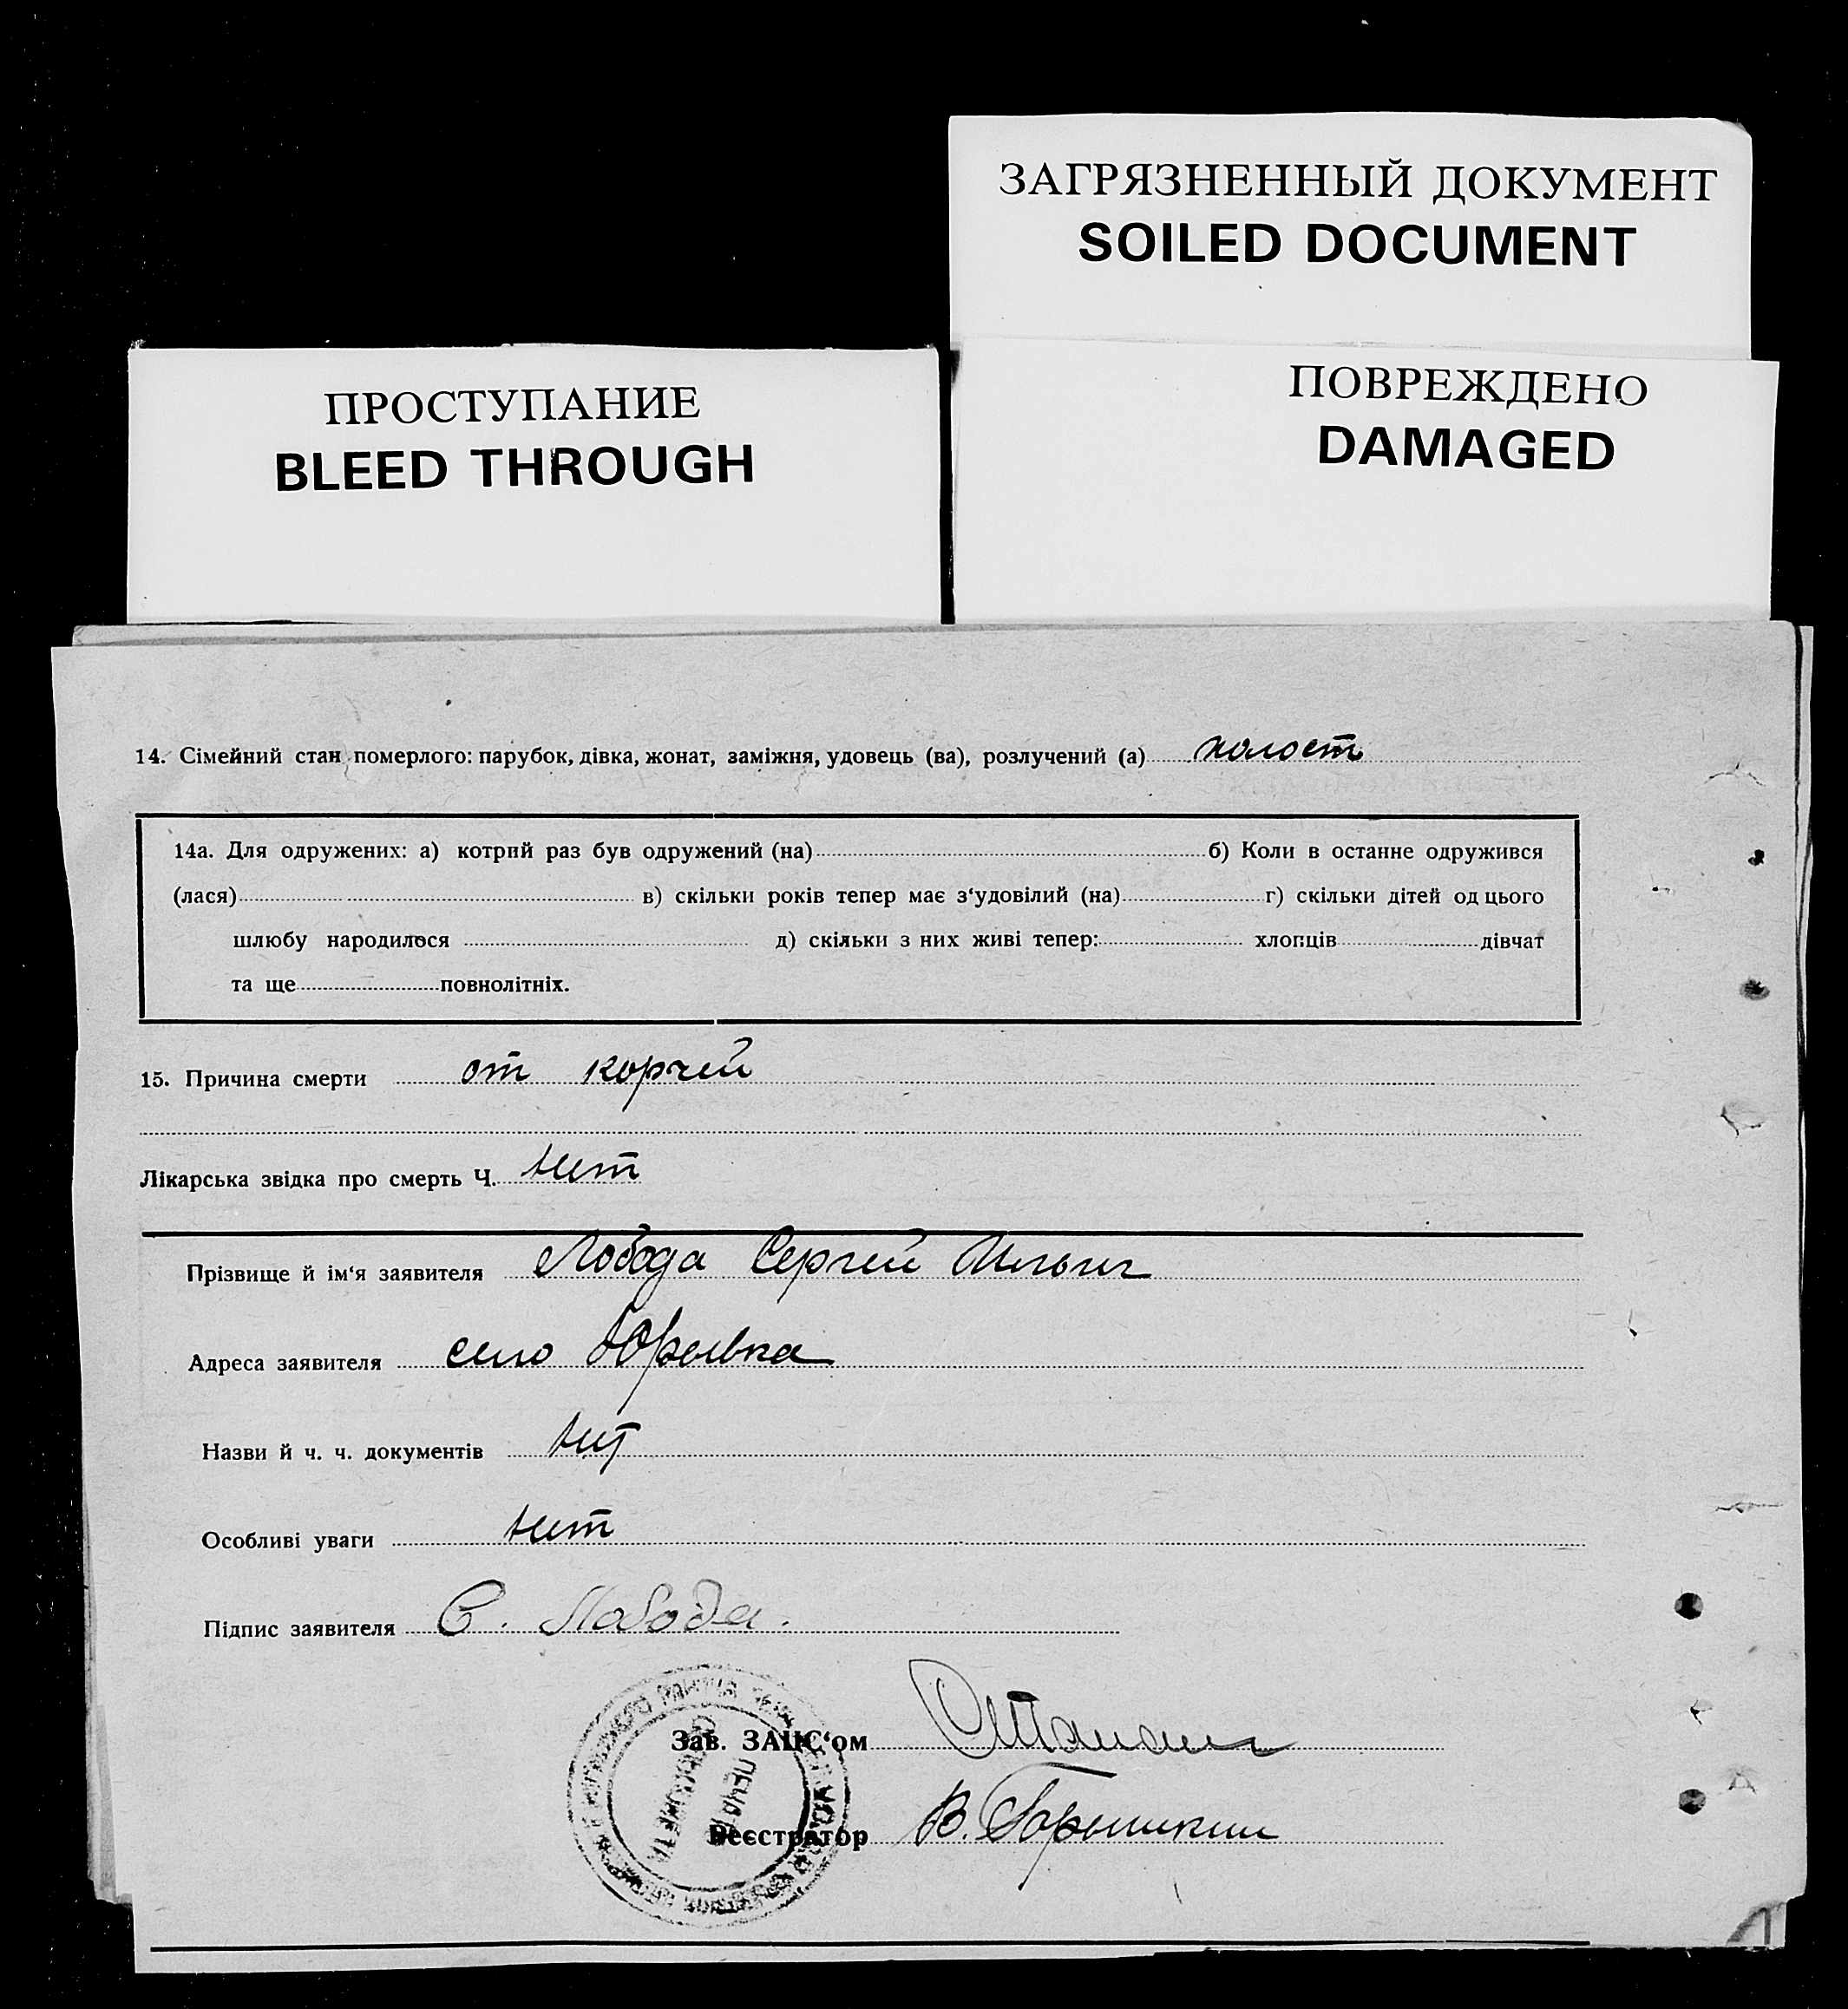 ЗАГРЯЗНЕННЫЙ ДОКУМЕНТ
SOILED DOCUMENT
ПРОСТУПАНИЕ
BLEED THROUGH
ПОВРЕЖДЕНО
DAMAGED
14. Сімейний стан померлого: парубок, дівка, жонат, заміжня, удовець (ва), розлучений (а) холост
14а. Для одружених: а) котрий раз був одружений (на) б) Коли в останне одружився
(лася) в) скільки років тепер має з‘удовілий (на) г) скільки дітей од цього
шлюбу народилося д) скільки з них живі тепер: хлопців дівчат
та ще повнолітніх.
15. Причина смерти от корчей
Лікарська звідка про смерть Ч. нет
Прізвище й ім‘я заявителя Лобода Сергей Ильич
Адреса заявителя село Юрьевка
Назви й ч. ч. документів нет
Особливі уваги нет
Підпис заявителя С. Лобода.
Зав. ЗАЦС‘ом
Реєстратор В.